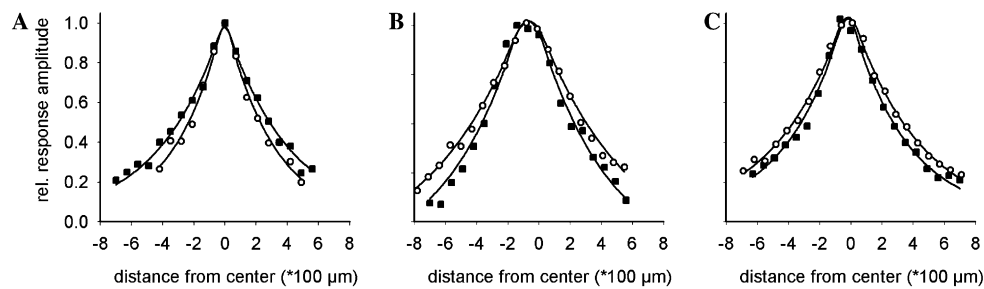 A B C
rel. response amplitude
1.0
0.8
0.6
0.4
0.2
0.0
-8 -6 -4 -2 0 2 4 6 8
-8 -6 -4 -2 0 2 4 6 8
-8 -6 -4 -2 0 2 4 6 8
distance from center (*100 µm)
distance from center (*100 µm)
distance from center (*100 µm)